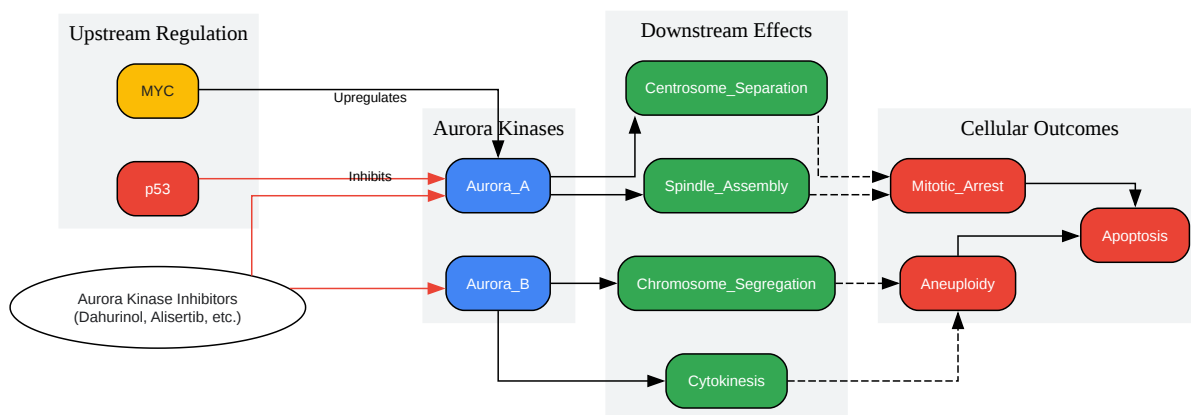 Upstream Regulation
MYC
Upregulates
p53
Inhibits
Aurora Kinase Inhibitors
(Dahurinol, Alisertib, etc.)
Aurora Kinases
Aurora_A
Aurora_B
Downstream Effects
Centrosome_Separation
Spindle_Assembly
Chromosome_Segregation
Cytokinesis
Cellular Outcomes
Mitotic_Arrest
Apoptosis
Aneuploidy